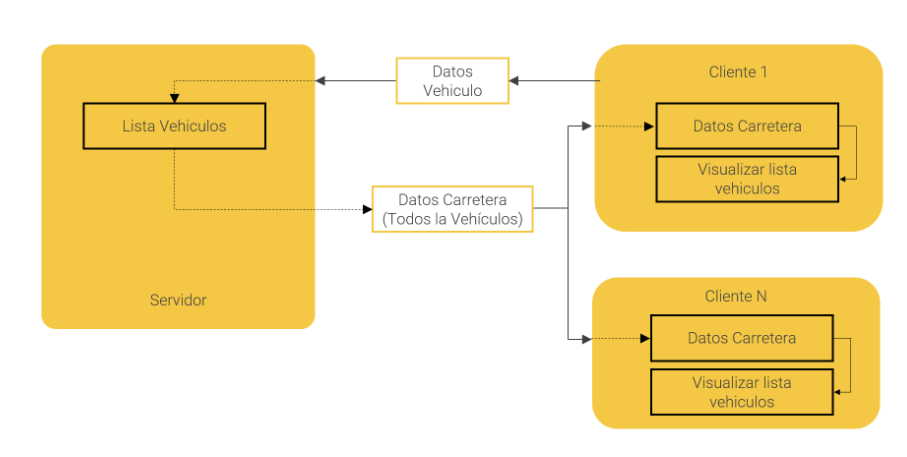 Datos
Vehiculo
Cliente 1
Lista Vehiculos
Datos Carretera
Visualizar lista
vehiculos
Datos Carretera
(Todos la Vehículos)
Servidor
Cliente N
Datos Carretera
Visualizar lista
vehiculos